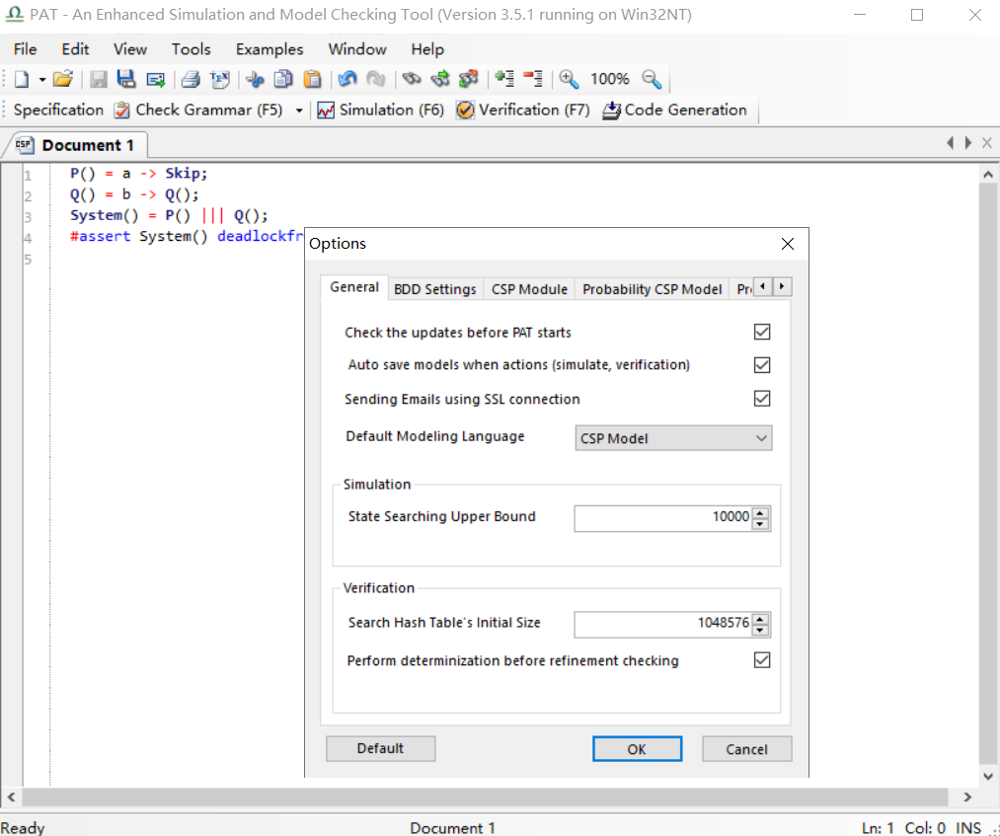 PAT - An Enhanced Simulation and Model Checking Tool (Version 3.5.1 running on Win32NT)
File Edit View Tools Examples Window Help
100%
Specification Check Grammar (F5) Simulation (F6) Verification (F7) Code Generation
CSP Document 1
1 P() = a -> Skip;
2 Q() = b -> Q();
3 System() = P() ||| Q();
4 #assert System() deadlockfr
5
Options
General BDD Settings CSP Module Probability CSP Model Pr
Check the updates before PAT starts
Auto save models when actions (simulate, verification)
Sending Emails using SSL connection
Default Modeling Language CSP Model
Simulation
State Searching Upper Bound 10000
Verification
Search Hash Table's Initial Size 1048576
Perform determinization before refinement checking
Default OK Cancel
Ready Document 1 Ln: 1 Col: 0 INS